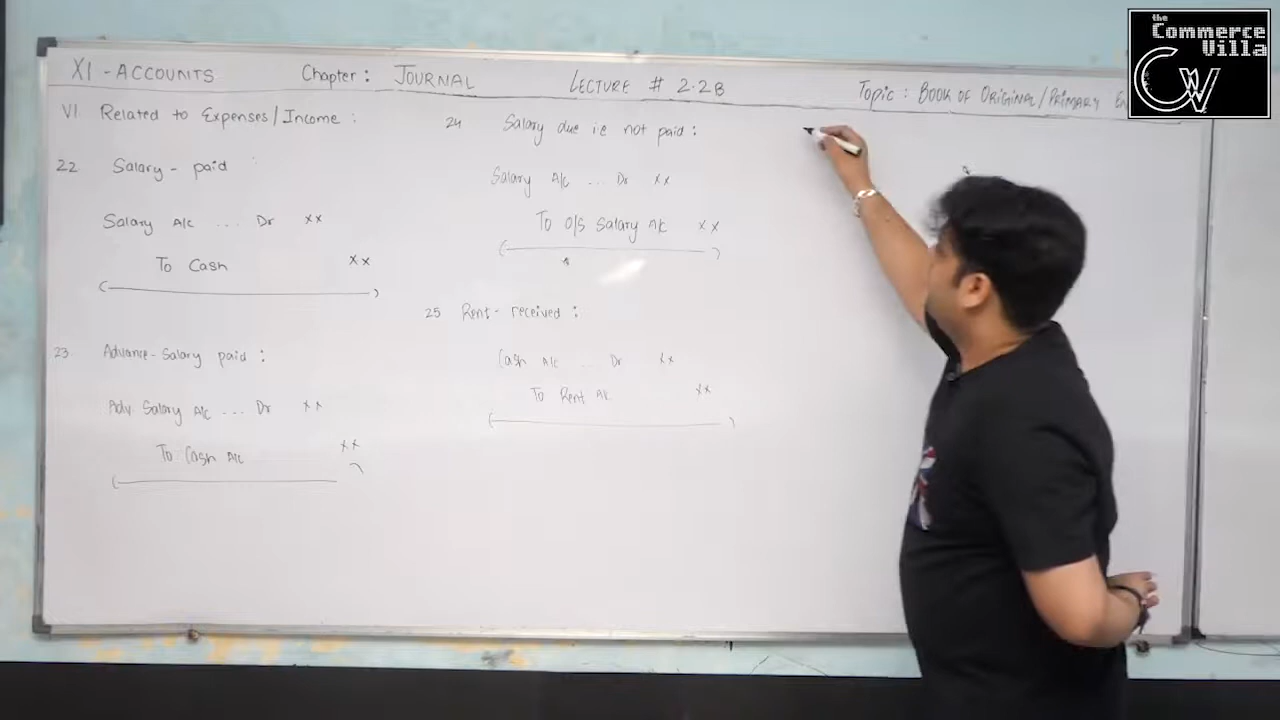 the
Commerce
Villa
CV
XI - ACCOUNTS Chapter : JOURNAL LECTURE # 2.2B Topic : BOOK OF ORIGINAL / PRIMARY
VI Related to Expenses / Income :
22 Salary - paid
Salary A/c ... Dr xx
To Cash xx
23 Advance - Salary paid :
Adv. Salary A/c ... Dr xx
To Cash A/c xx
24 Salary due i.e not paid :
Salary A/c ... Dr xx
To O/S Salary A/c xx
25 Rent - received :
Cash A/c ... Dr xx
To Rent A/c xx